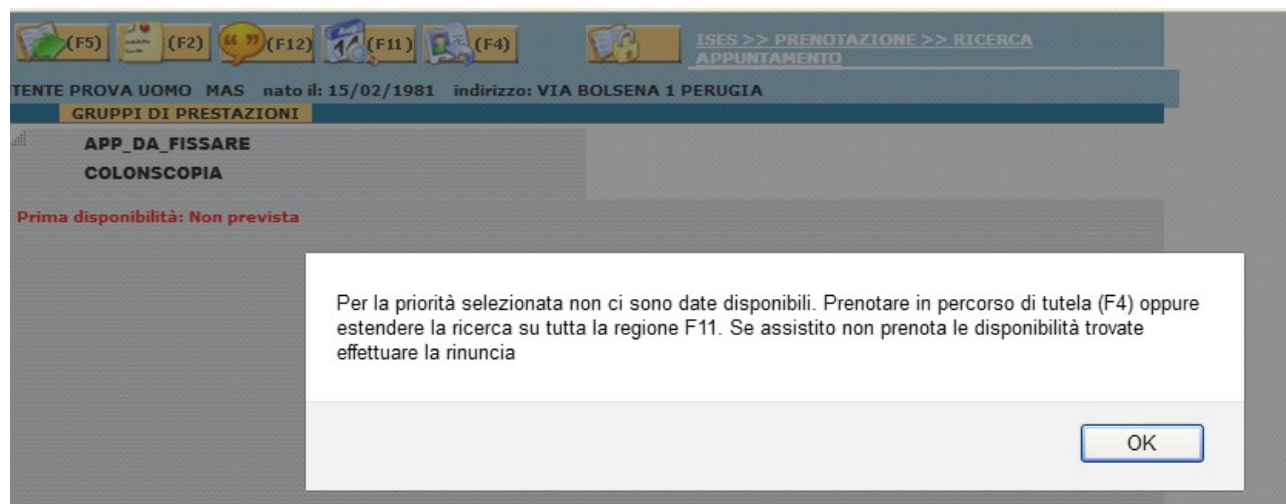 (F5) (F2) (F12) (F11) (F4) ISES >> PRENOTAZIONE >> RICERCA
APPUNTAMENTO
TENTE PROVA UOMO MAS nato il: 15/02/1981 indirizzo: VIA BOLSENA 1 PERUGIA
GRUPPI DI PRESTAZIONI
APP_DA_FISSARE
COLONSCOPIA
Prima disponibilità: Non prevista
Per la priorità selezionata non ci sono date disponibili. Prenotare in percorso di tutela (F4) oppure
estendere la ricerca su tutta la regione F11. Se assistito non prenota le disponibilità trovate
effettuare la rinuncia
OK